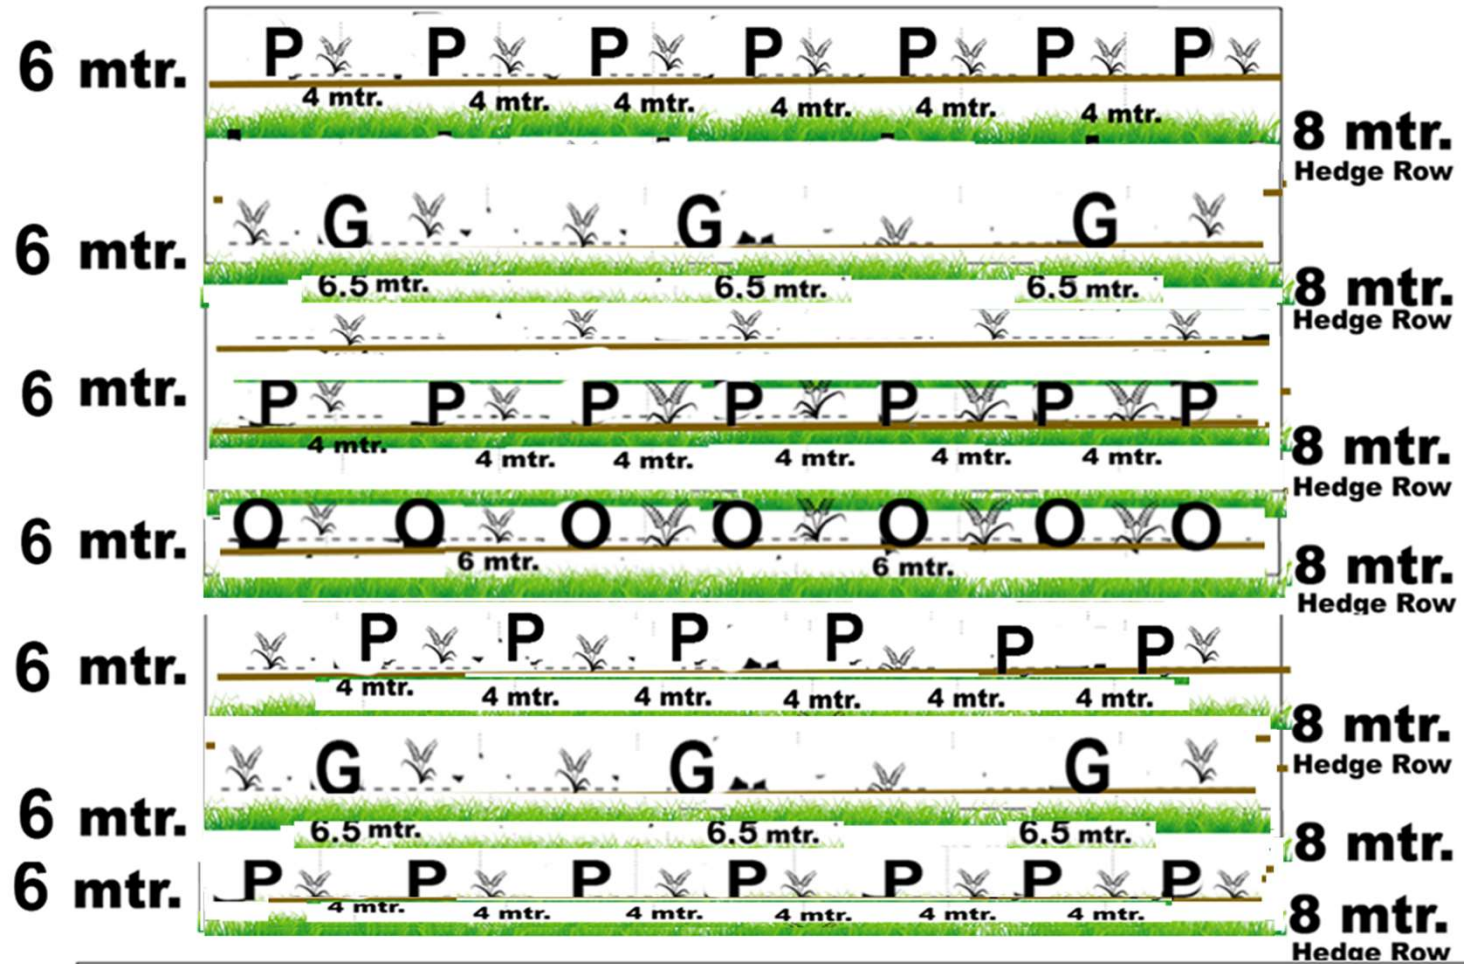 6 mtr. P P P P P P P
4 mtr. 4 mtr. 4 mtr. 4 mtr. 4 mtr. 4 mtr.
8 mtr.
Hedge Row
6 mtr. G G G
6.5 mtr. 6.5 mtr. 6.5 mtr.
8 mtr.
Hedge Row
6 mtr. P P P P P P P
4 mtr. 4 mtr. 4 mtr. 4 mtr. 4 mtr. 4 mtr.
8 mtr.
Hedge Row
6 mtr. O O O O O O O
6 mtr. 6 mtr.
8 mtr.
Hedge Row
6 mtr. P P P P P P
4 mtr. 4 mtr. 4 mtr. 4 mtr. 4 mtr. 4 mtr.
8 mtr.
Hedge Row
6 mtr. G G G
6.5 mtr. 6.5 mtr. 6.5 mtr.
8 mtr.
6 mtr. P P P P P P P
4 mtr. 4 mtr. 4 mtr. 4 mtr. 4 mtr. 4 mtr.
8 mtr.
Hedge Row